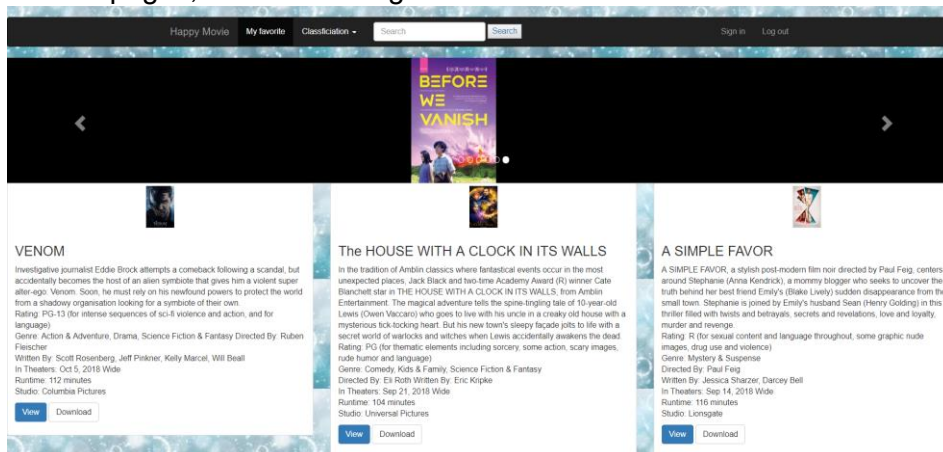 Happy Movie My favorite Classficiation Search Search Sign in Log out
BEFORE
WE
VANISH
VENOM
Investigative journalist Eddie Brock attempts a comeback following a scandal, but
accidentally becomes the host of an alien symbiote that gives him a violent super
alter-ego: Venom. Soon, he must rely on his newfound powers to protect the world
from a shadowy organisation looking for a symbiote of their own.
Rating: PG-13 (for intense sequences of sci-fi violence and action, and for
language)
Genre: Action & Adventure, Drama, Science Fiction & Fantasy Directed By: Ruben
Fleischer
Written By: Scott Rosenberg, Jeff Pinkner, Kelly Marcel, Will Beall
In Theaters: Oct 5, 2018 Wide
Runtime: 112 minutes
Studio: Columbia Pictures
View Download
The HOUSE WITH A CLOCK IN ITS WALLS
In the tradition of Amblin classics where fantastical events occur in the most
unexpected places, Jack Black and two-time Academy Award (R) winner Cate
Blanchett star in THE HOUSE WITH A CLOCK IN ITS WALLS, from Amblin
Entertainment. The magical adventure tells the spine-tingling tale of 10-year-old
Lewis (Owen Vaccaro) who goes to live with his uncle in a creaky old house with a
mysterious tick-tocking heart. But his new town's sleepy façade jolts to life with a
secret world of warlocks and witches when Lewis accidentally awakens the dead.
Rating: PG (for thematic elements including sorcery, some action, scary images,
rude humor and language)
Genre: Comedy, Kids & Family, Science Fiction & Fantasy
Directed By: Eli Roth Written By: Eric Kripke
In Theaters: Sep 21, 2018 Wide
Runtime: 104 minutes
Studio: Universal Pictures
View Download
A SIMPLE FAVOR
A SIMPLE FAVOR, a stylish post-modern film noir directed by Paul Feig, centers
around Stephanie (Anna Kendrick), a mommy blogger who seeks to uncover the
truth behind her best friend Emily's (Blake Lively) sudden disappearance from the
small town. Stephanie is joined by Emily's husband Sean (Henry Golding) in this
thriller filled with twists and betrayals, secrets and revelations, love and loyalty,
murder and revenge.
Rating: R (for sexual content and language throughout, some graphic nude
images, drug use and violence)
Genre: Mystery & Suspense
Directed By: Paul Feig
Written By: Jessica Sharzer, Darcey Bell
In Theaters: Sep 14, 2018 Wide
Runtime: 116 minutes
Studio: Lionsgate
View Download